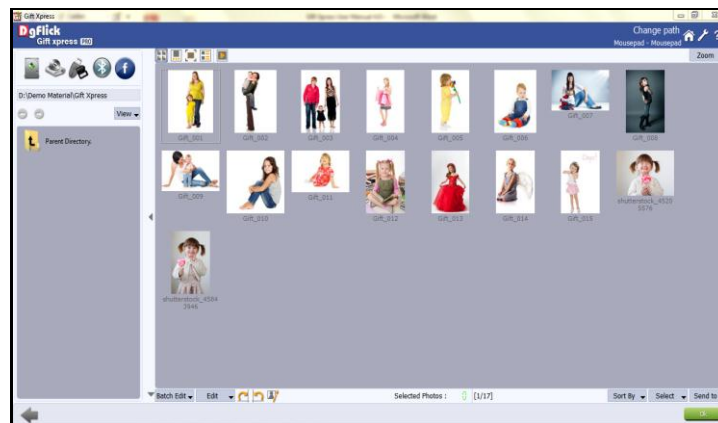 Gift Xpress
DgFlick
Gift xpress PRO
Change path
Mousepad - Mousepad
Zoom
D:\Demo Material\Gift Xpress
View
Parent Directory.
Gift_001
Gift_002
Gift_003
Gift_004
Gift_005
Gift_006
Gift_007
Gift_008
Gift_009
Gift_010
Gift_011
Gift_012
Gift_013
Gift_014
Gift_015
shutterstock_4535
5576
shutterstock_4584
3946
Batch Edit
Edit
Selected Photos :
[1/17]
Sort By
Select
Send to
Ok